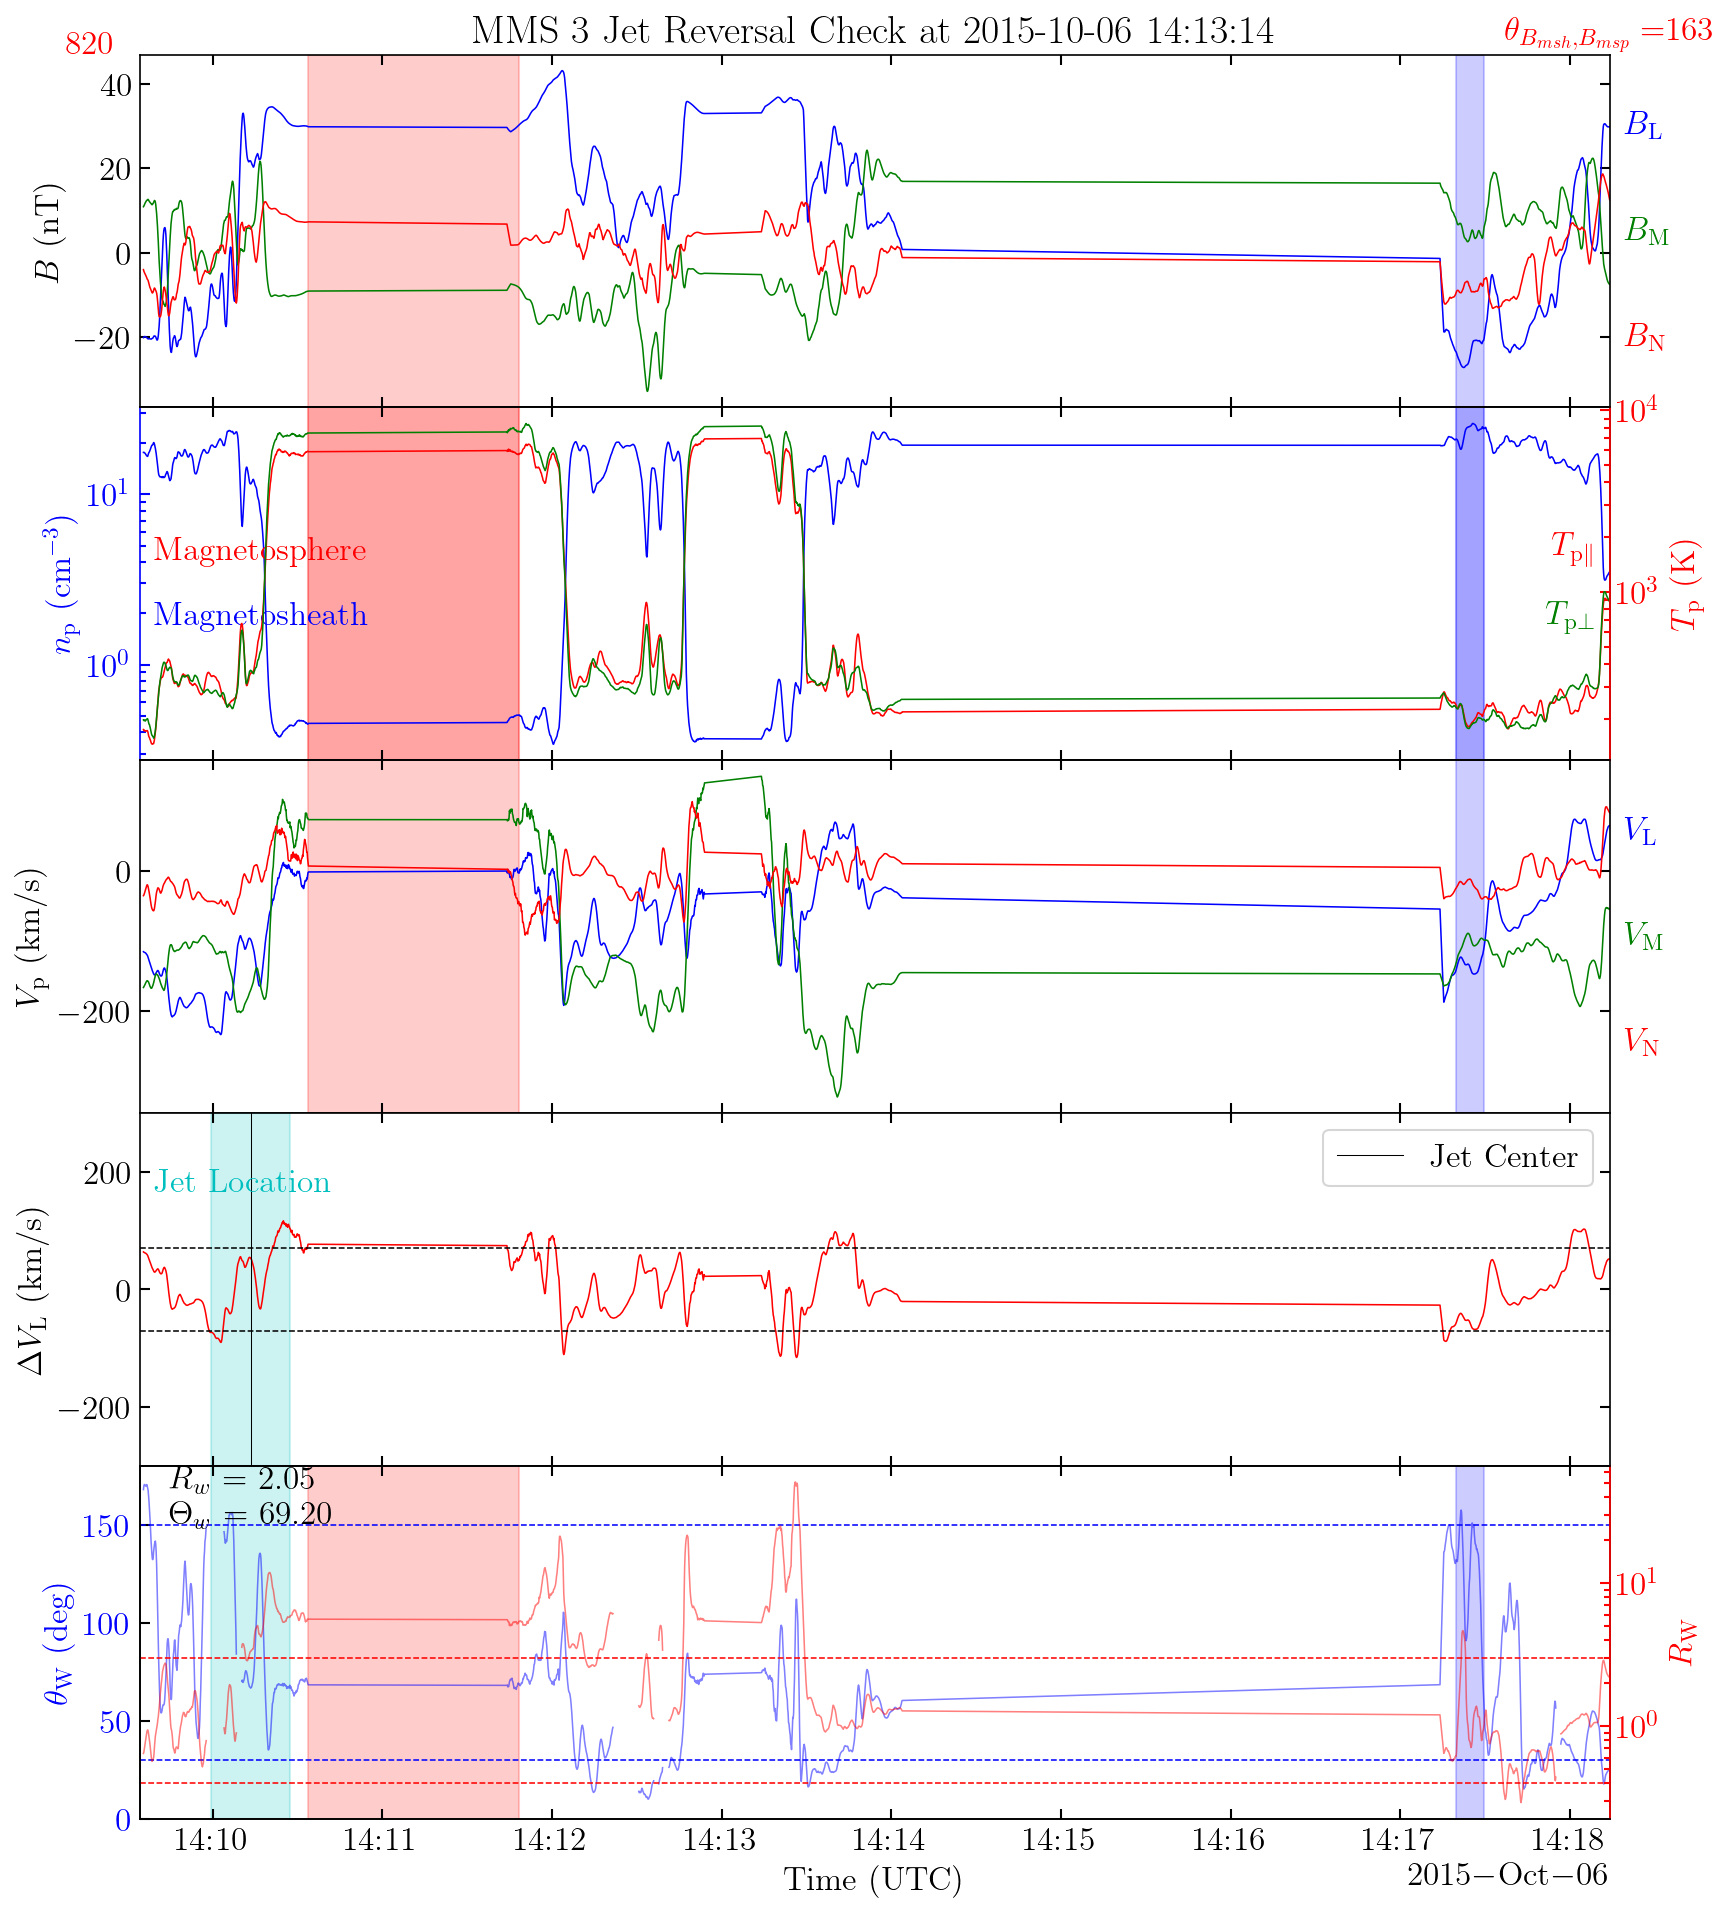 820
MMS 3 Jet Reversal Check at 2015-10-06 14:13:14
θ_{B_{msh},B_{msp}} =163
40
20
0
−20
B (nT)
B_L
B_M
B_N
10^1
10^0
n_p (cm^{−3})
Magnetosphere
Magnetosheath
T_{p∥}
T_{p⊥}
10^4
10^3
T_p (K)
0
−200
V_p (km/s)
V_L
V_M
V_N
Jet Location
Jet Center
200
0
−200
ΔV_L (km/s)
R_w = 2.05
Θ_w = 69.20
150
100
50
0
θ_W (deg)
10^1
10^0
R_W
14:10 14:11 14:12 14:13 14:14 14:15 14:16 14:17 14:18
2015−Oct−06
Time (UTC)